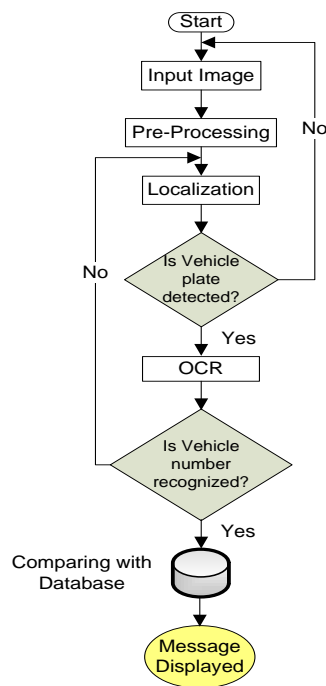 Start
Input Image
No
Pre-Processing
Localization
No
Is Vehicle
plate
detected?
Yes
OCR
Is Vehicle
number
recognized?
Yes
Comparing with
Database
Message
Displayed